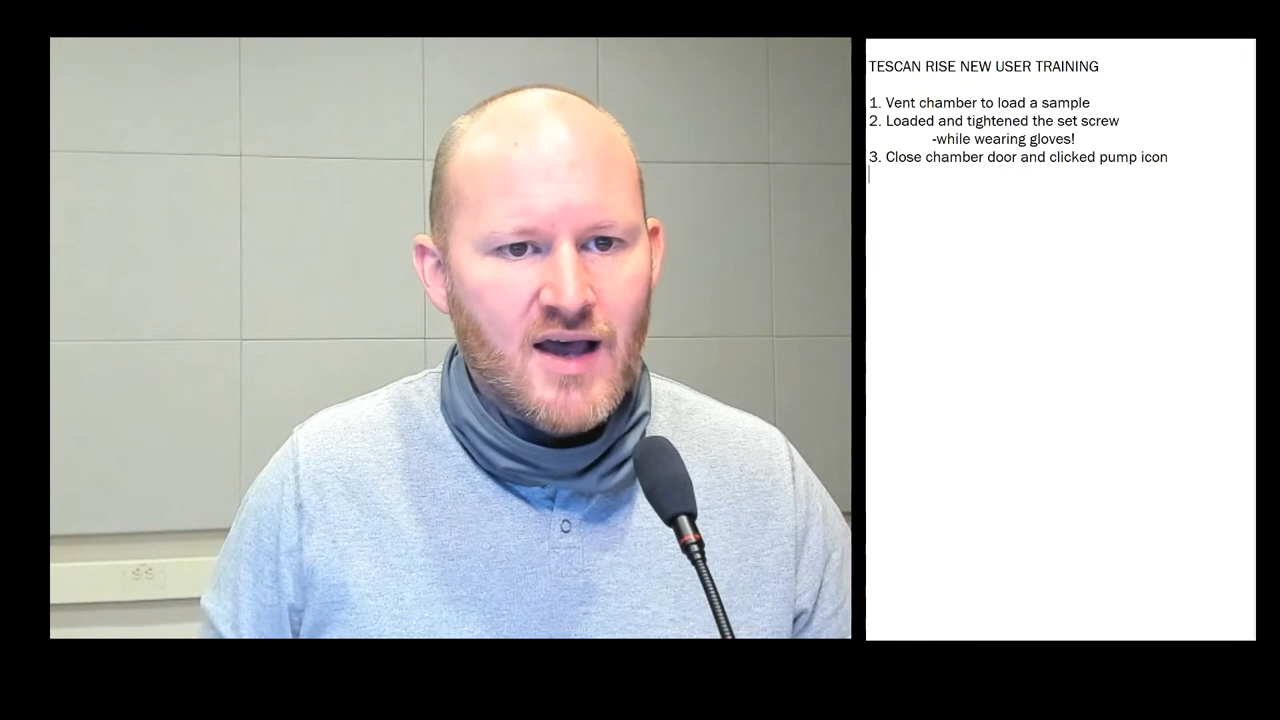 TESCAN RISE NEW USER TRAINING
1. Vent chamber to load a sample
2. Loaded and tightened the set screw
-while wearing gloves!
3. Close chamber door and clicked pump icon